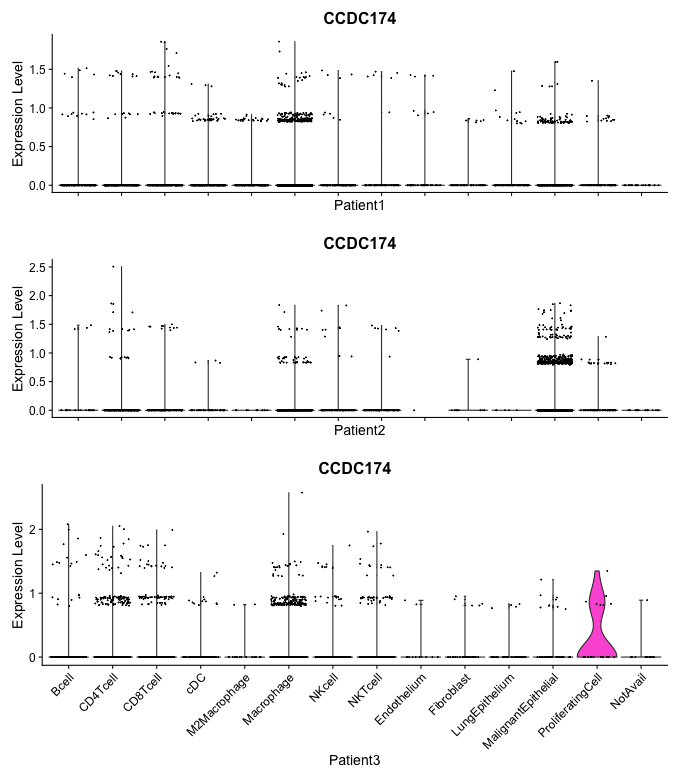 CCDC174
Expression Level
1.5
1.0
0.5
0.0
Patient1
CCDC174
Expression Level
2.5
2.0
1.5
1.0
0.5
0.0
Patient2
CCDC174
Expression Level
2
1
0
Bcell
CD4Tcell
CD8Tcell
cDC
M2Macrophage
Macrophage
NKcell
NKTcell
Endothelium
Fibroblast
LungEpithelium
MalignantEpithelial
ProliferatingCell
NotAvail
Patient3